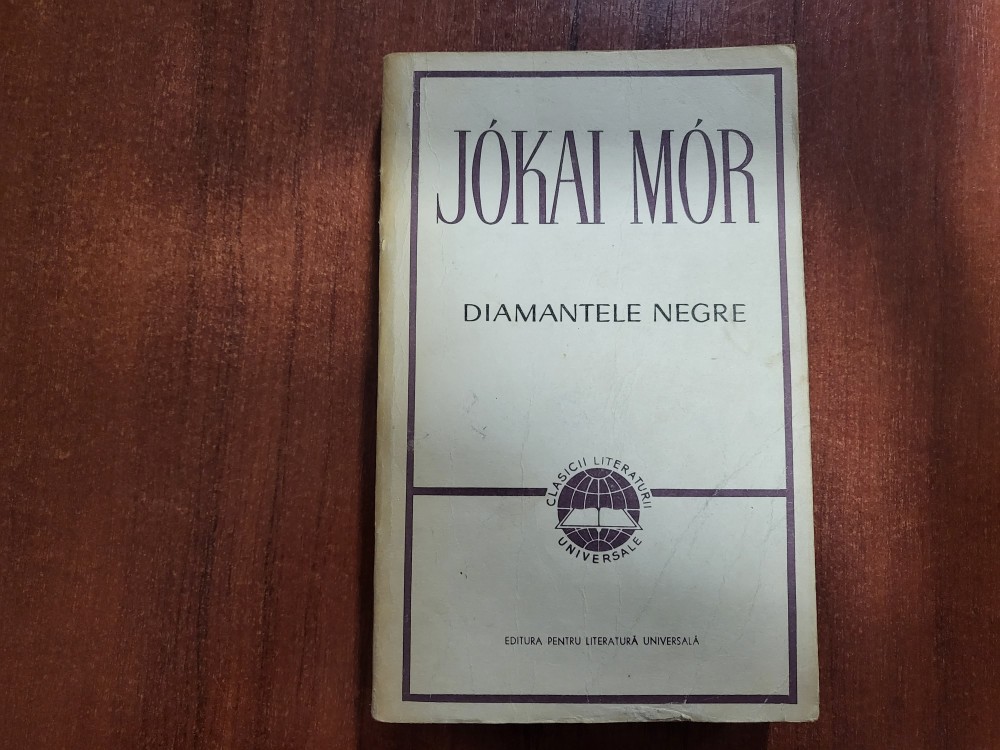 JÓKAI MÓR
DIAMANTELE NEGRE
CLASICII LITERATURII
UNIVERSALE
EDITURA PENTRU LITERATURĂ UNIVERSALĂ